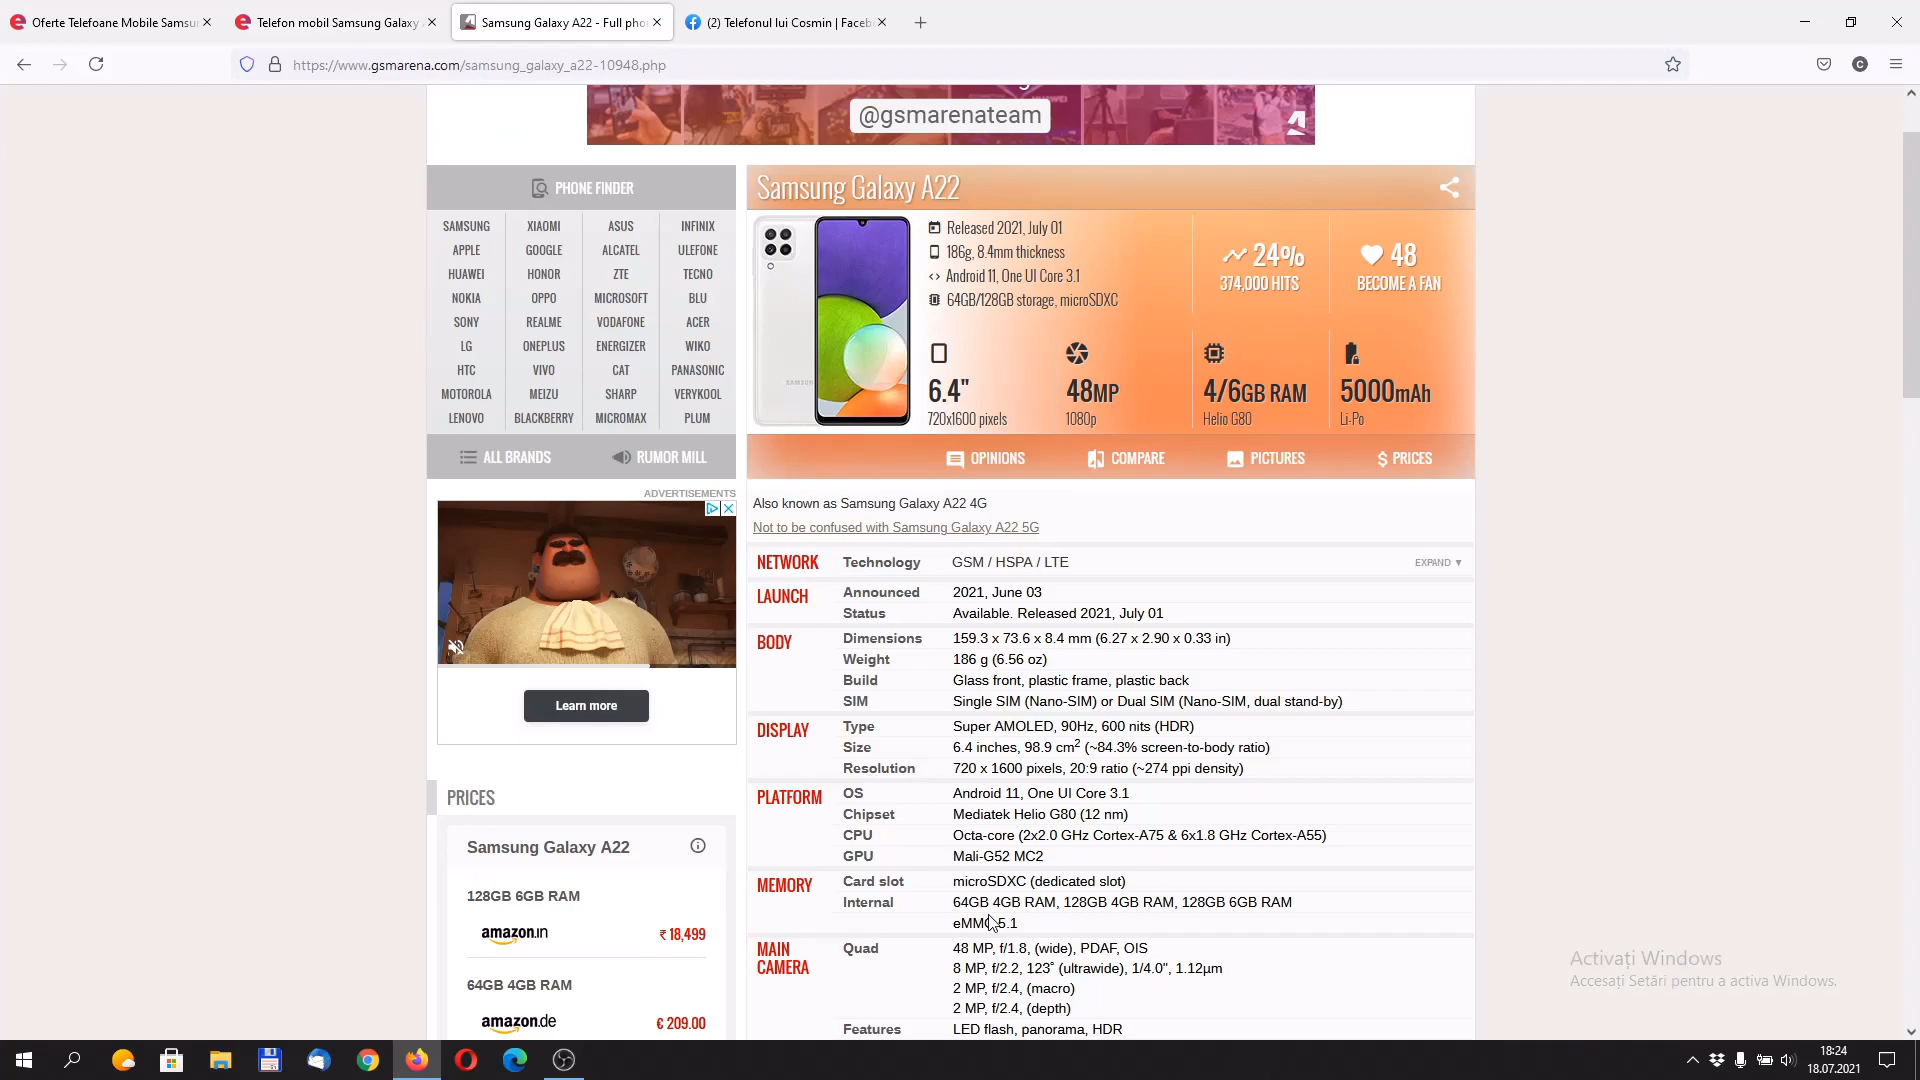 Oferte Telefoane Mobile Samsu
Telefon mobil Samsung Galaxy
Samsung Galaxy A22 - Full pho
(2) Telefonul lui Cosmin | Faceb
https://www.gsmarena.com/samsung_galaxy_a22-10948.php
C
@gsmarenateam
PHONE FINDER
SAMSUNG XIAOMI ASUS INFINIX
APPLE GOOGLE ALCATEL ULEFONE
HUAWEI HONOR ZTE TECNO
NOKIA OPPO MICROSOFT BLU
SONY REALME VODAFONE ACER
LG ONEPLUS ENERGIZER WIKO
HTC VIVO CAT PANASONIC
MOTOROLA MEIZU SHARP VERYKOOL
LENOVO BLACKBERRY MICROMAX PLUM
ALL BRANDS RUMOR MILL
ADVERTISEMENTS
Learn more
PRICES
Samsung Galaxy A22
128GB 6GB RAM
amazon.in ₹ 18,499
64GB 4GB RAM
amazon.de € 209.00
Samsung Galaxy A22
SAMSUNG
Released 2021, July 01
186g, 8.4mm thickness
Android 11, One UI Core 3.1
64GB/128GB storage, microSDXC
24%
374,000 HITS
48
BECOME A FAN
6.4"
720x1600 pixels
48MP
1080p
4/6GB RAM
Helio G80
5000mAh
Li-Po
OPINIONS COMPARE PICTURES $ PRICES
Also known as Samsung Galaxy A22 4G
Not to be confused with Samsung Galaxy A22 5G
NETWORK Technology GSM / HSPA / LTE EXPAND ▼
LAUNCH Announced 2021, June 03
Status Available. Released 2021, July 01
BODY Dimensions 159.3 x 73.6 x 8.4 mm (6.27 x 2.90 x 0.33 in)
Weight 186 g (6.56 oz)
Build Glass front, plastic frame, plastic back
SIM Single SIM (Nano-SIM) or Dual SIM (Nano-SIM, dual stand-by)
DISPLAY Type Super AMOLED, 90Hz, 600 nits (HDR)
Size 6.4 inches, 98.9 cm² (~84.3% screen-to-body ratio)
Resolution 720 x 1600 pixels, 20:9 ratio (~274 ppi density)
PLATFORM OS Android 11, One UI Core 3.1
Chipset Mediatek Helio G80 (12 nm)
CPU Octa-core (2x2.0 GHz Cortex-A75 & 6x1.8 GHz Cortex-A55)
GPU Mali-G52 MC2
MEMORY Card slot microSDXC (dedicated slot)
Internal 64GB 4GB RAM, 128GB 4GB RAM, 128GB 6GB RAM
eMMC 5.1
MAIN CAMERA Quad 48 MP, f/1.8, (wide), PDAF, OIS
8 MP, f/2.2, 123˚ (ultrawide), 1/4.0", 1.12µm
2 MP, f/2.4, (macro)
2 MP, f/2.4, (depth)
Features LED flash, panorama, HDR
Activați Windows
Accesați Setări pentru a activa Windows.
18:24
18.07.2021